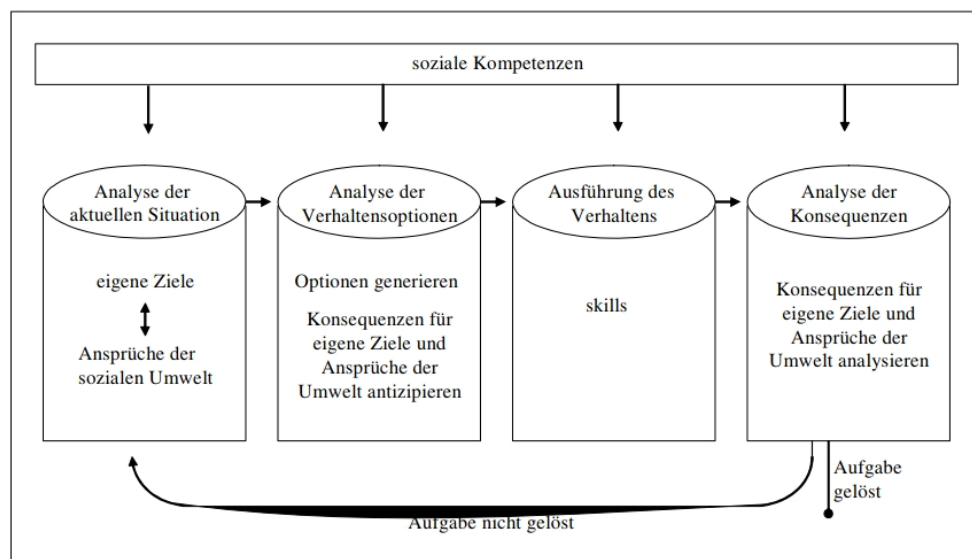 soziale Kompetenzen
Analyse der
aktuellen Situation
eigene Ziele
Ansprüche der
sozialen Umwelt
Analyse der
Verhaltensoptionen
Optionen generieren
Konsequenzen für
eigene Ziele und
Ansprüche der
Umwelt antizipieren
Ausführung des
Verhaltens
skills
Analyse der
Konsequenzen
Konsequenzen für
eigene Ziele und
Ansprüche der
Umwelt analysieren
Aufgabe
gelöst
Aufgabe nicht gelöst